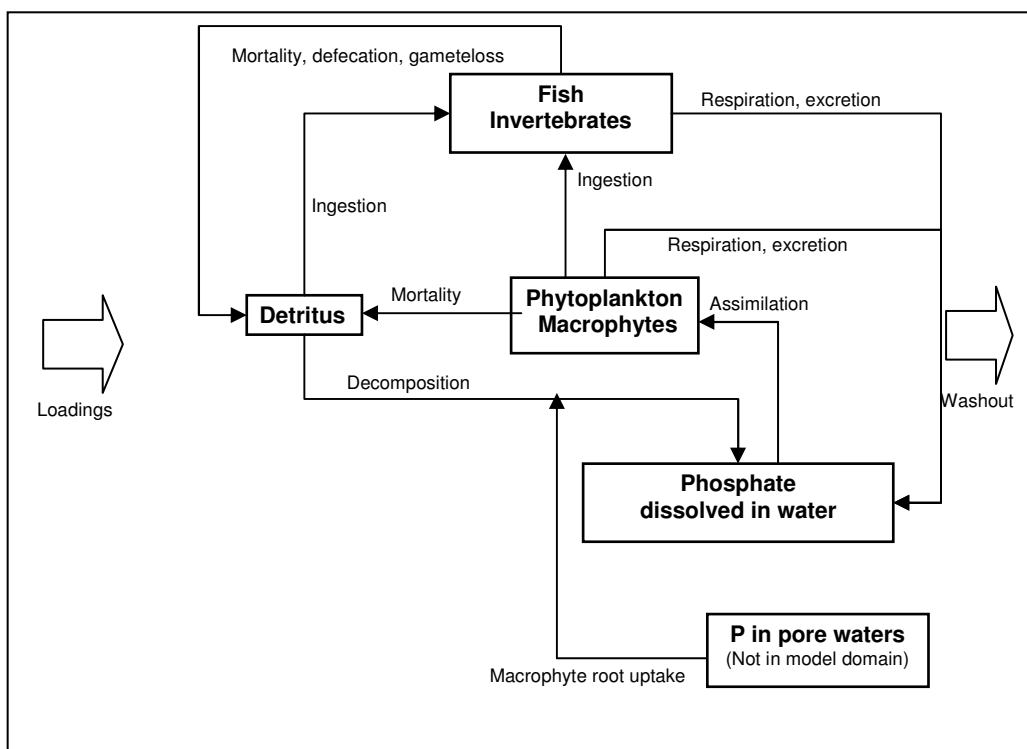 Mortality, defecation, gameteloss
Fish
Invertebrates
Respiration, excretion
Ingestion
Ingestion
Respiration, excretion
Mortality
Detritus
Phytoplankton
Macrophytes
Assimilation
Loadings
Decomposition
Washout
Phosphate
dissolved in water
P in pore waters
(Not in model domain)
Macrophyte root uptake